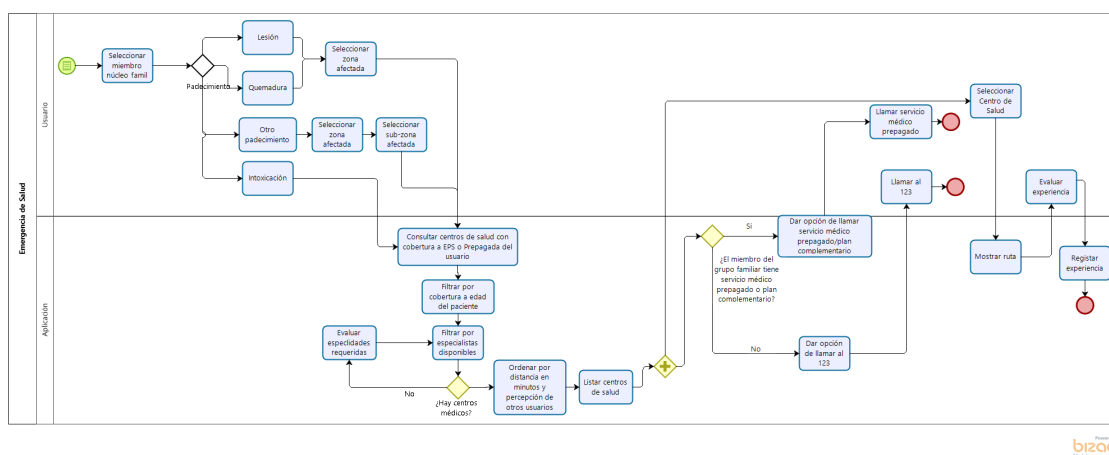 Emergencia de Salud
Usuario
Aplicación
Seleccionar
miembro
núcleo famil
Padecimiento
Lesión
Quemadura
Seleccionar
zona
afectada
Otro
padecimiento
Seleccionar
zona
afectada
Seleccionar
sub-zona
afectada
Intoxicación
Consultar centros de salud con
cobertura a EPS o Prepagada del
usuario
Filtrar por
cobertura a edad
del paciente
Filtrar por
especialistas
disponibles
Evaluar
especlidades
requeridas
No
¿Hay centros
médicos?
Ordenar por
distancia en
minutos y
percepción de
otros usuarios
Listar centros
de salud
¿El miembro del
grupo familiar tiene
servicio médico
prepagado o plan
complementario?
Si
Dar opción de llamar
servicio médico
prepagado/plan
complementario
Llamar servicio
médico
prepagado
No
Dar opción
de llamar al
123
Llamar al
123
Seleccionar
Centro de
Salud
Mostrar ruta
Evaluar
experiencia
Registar
experiencia
Powere
bizag